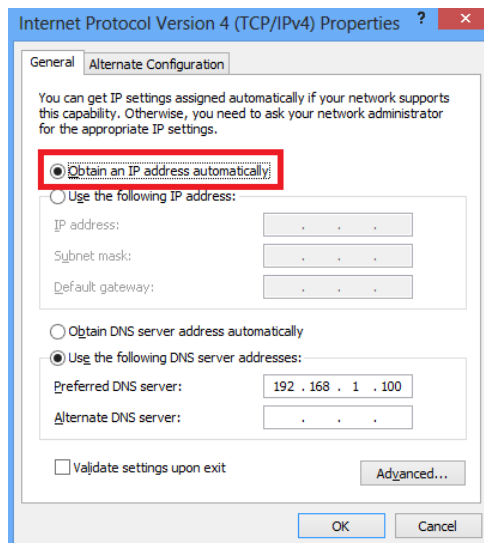 Internet Protocol Version 4 (TCP/IPv4) Properties ? ×
General Alternate Configuration
You can get IP settings assigned automatically if your network supports
this capability. Otherwise, you need to ask your network administrator
for the appropriate IP settings.
Obtain an IP address automatically
Use the following IP address:
IP address: . . .
Subnet mask: . . .
Default gateway: . . .
Obtain DNS server address automatically
Use the following DNS server addresses:
Preferred DNS server: 192 . 168 . 1 . 100
Alternate DNS server: . . .
Validate settings upon exit
Advanced...
OK Cancel